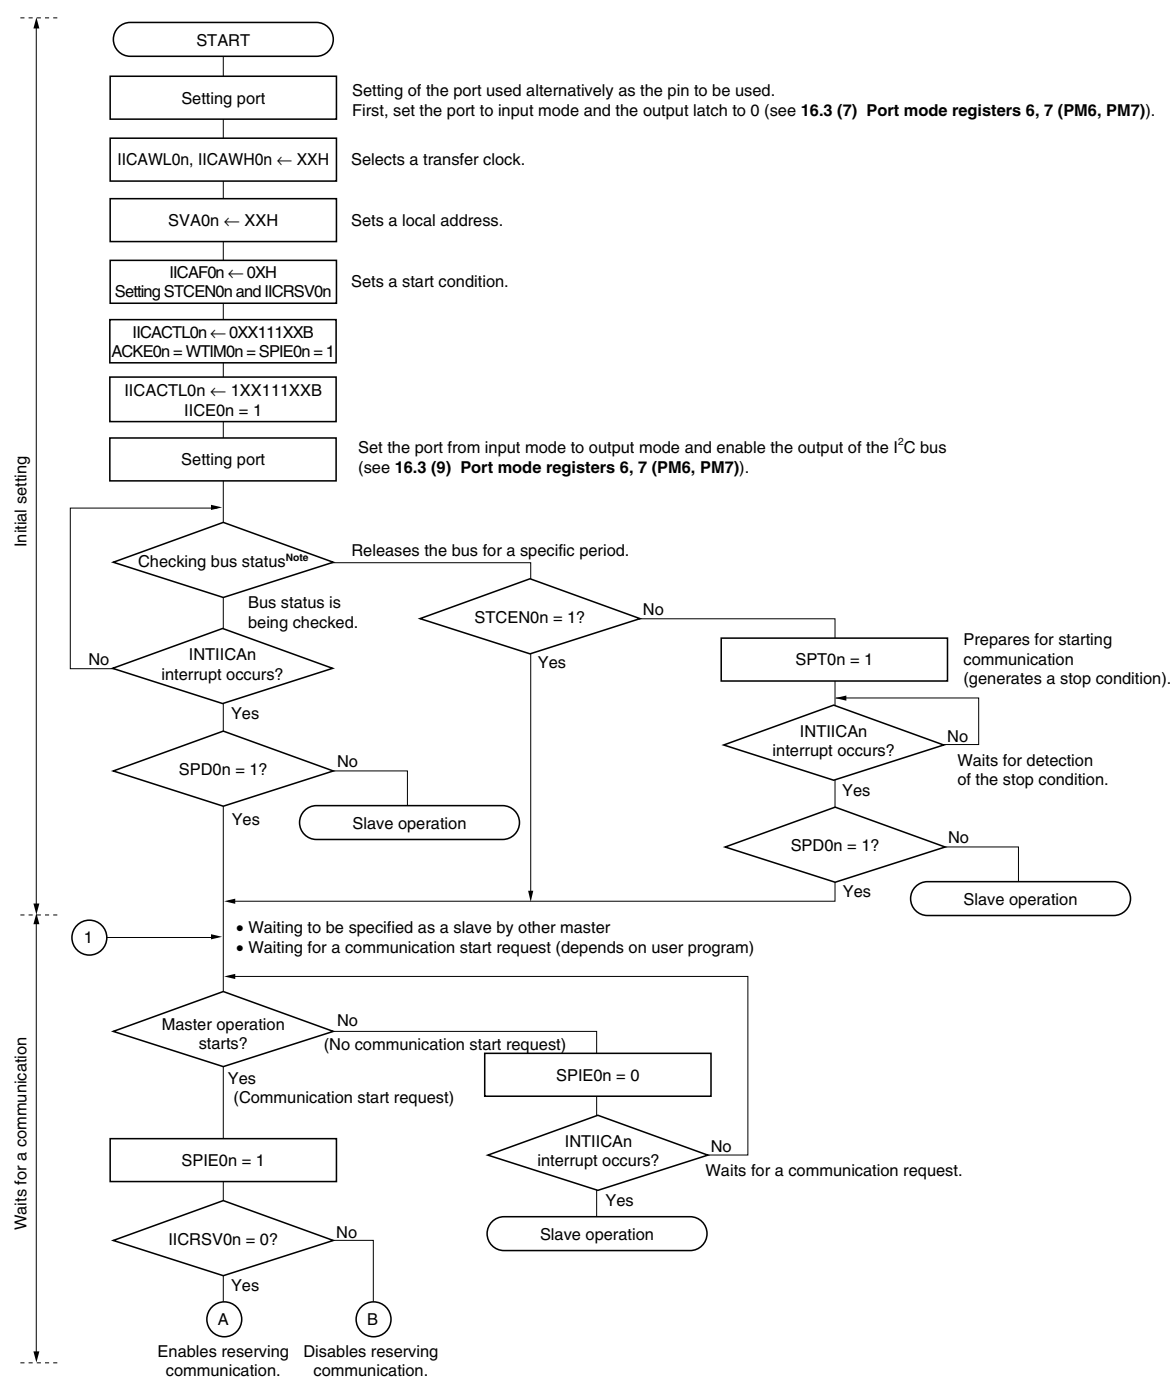 START
Setting port
Setting of the port used alternatively as the pin to be used.
First, set the port to input mode and the output latch to 0 (see 16.3 (7) Port mode registers 6, 7 (PM6, PM7)).
IICAWL0n, IICAWH0n ← XXH
Selects a transfer clock.
SVA0n ← XXH
Sets a local address.
IICAF0n ← 0XH
Setting STCEN0n and IICRSV0n
Sets a start condition.
IICACTL0n ← 0XX111XXB
ACKE0n = WTIM0n = SPIE0n = 1
IICACTL0n ← 1XX111XXB
IICE0n = 1
Setting port
Set the port from input mode to output mode and enable the output of the I2C bus
(see 16.3 (9) Port mode registers 6, 7 (PM6, PM7)).
Initial setting
Checking bus statusNote
Releases the bus for a specific period.
Bus status is
being checked.
STCEN0n = 1?
No
Yes
SPT0n = 1
Prepares for starting
communication
(generates a stop condition).
No
INTIICAn
interrupt occurs?
Yes
INTIICAn
interrupt occurs?
No
Waits for detection
of the stop condition.
Yes
SPD0n = 1?
No
Yes
Slave operation
SPD0n = 1?
No
Yes
Slave operation
1
• Waiting to be specified as a slave by other master
• Waiting for a communication start request (depends on user program)
Waits for a communication
Master operation
starts?
No
(No communication start request)
Yes
(Communication start request)
SPIE0n = 0
INTIICAn
interrupt occurs?
No
Waits for a communication request.
Yes
Slave operation
SPIE0n = 1
IICRSV0n = 0?
No
Yes
A
B
Enables reserving
communication.
Disables reserving
communication.